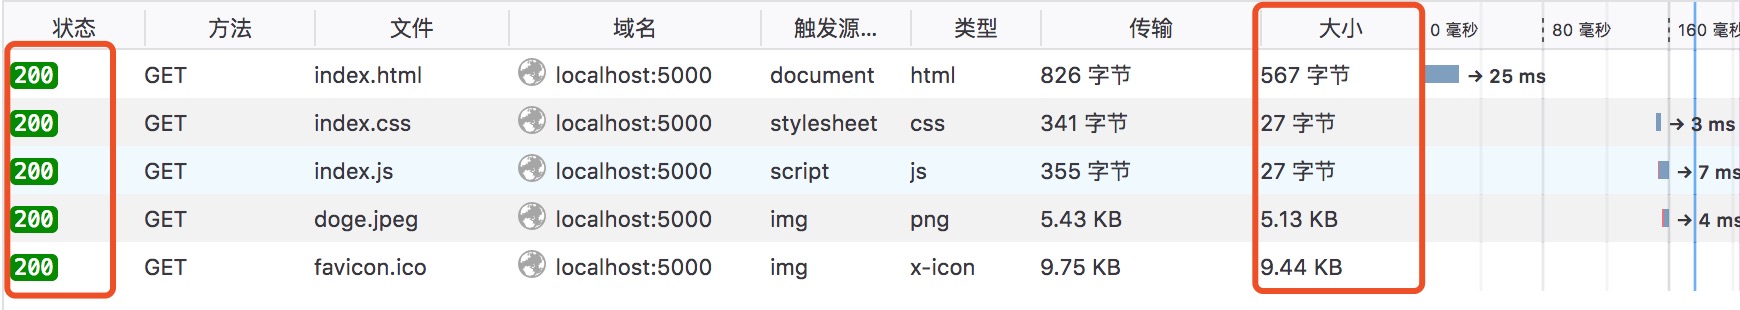 状态 方法 文件 域名 触发源... 类型 传输 大小 0 毫秒 80 毫秒 160 毫秒
200 GET index.html localhost:5000 document html 826 字节 567 字节 → 25 ms
200 GET index.css localhost:5000 stylesheet css 341 字节 27 字节 → 3 ms
200 GET index.js localhost:5000 script js 355 字节 27 字节 → 7 ms
200 GET doge.jpeg localhost:5000 img png 5.43 KB 5.13 KB → 4 ms
200 GET favicon.ico localhost:5000 img x-icon 9.75 KB 9.44 KB